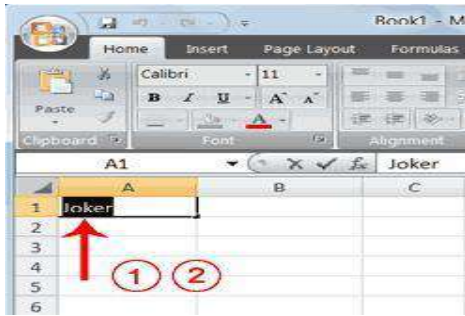 Book1 - M
Home Insert Page Layout Formulas
Calibri 11
Paste B I U A A
A
Clipboard Font Alignment
A1 fx Joker
A B C
1 Joker
2
3
4 1 2
5
6